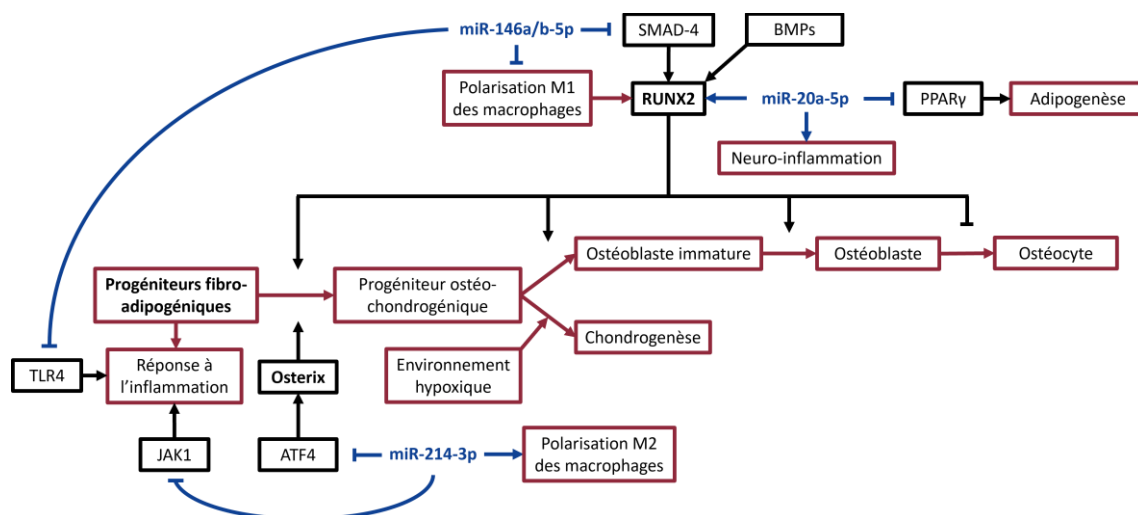 miR-146a/b-5p
SMAD-4
BMPs
Polarisation M1
des macrophages
RUNX2
miR-20a-5p
PPARγ
Adipogenèse
Neuro-inflammation
Ostéoblaste immature
Ostéoblaste
Ostéocyte
Progéniteurs fibro-
adipogéniques
Progéniteur ostéo-
chondrogénique
Chondrogenèse
TLR4
Réponse à
l’inflammation
Osterix
Environnement
hypoxique
JAK1
ATF4
miR-214-3p
Polarisation M2
des macrophages